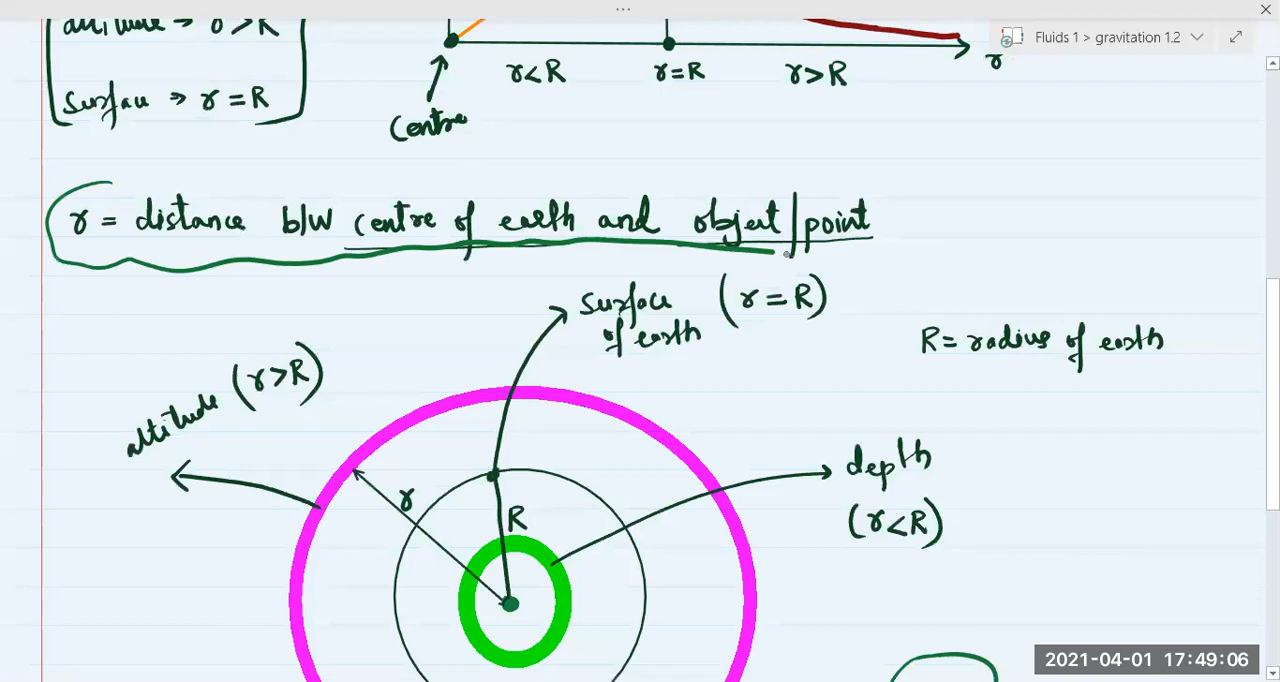 altitude → r > R
Fluids 1 > gravitation 1.2
r<R r=R r>R r
surface → r = R
Centre
r = distance b/w centre of earth and object/point
surface of earth (r = R)
R = radius of earth
altitude (r>R)
depth
(r<R)
r
R
2021-04-01 17:49:06